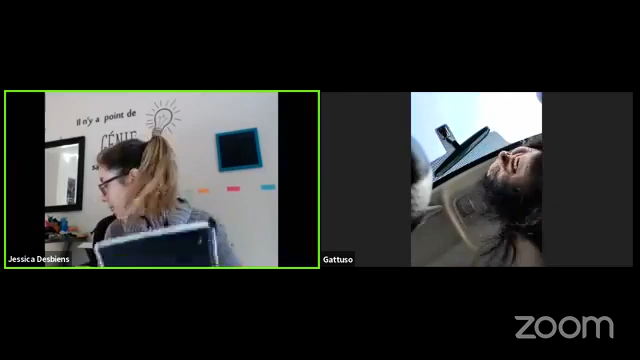 Il n'y a point de
GÉNIE
Jessica Desbiens
Gattuso
zoom